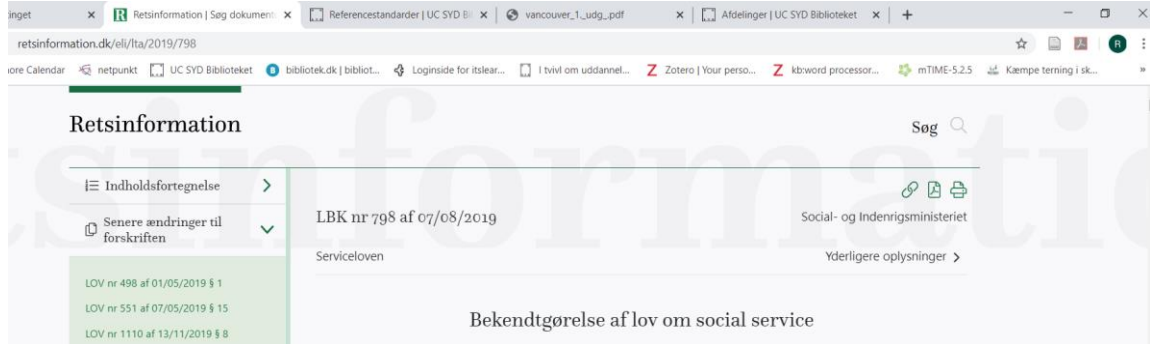 inget
Retsinformation | Søg dokument
Referencestandarder | UC SYD Bi
vancouver_1._udg_.pdf
Afdelinger | UC SYD Biblioteket
retsinformation.dk/eli/lta/2019/798
nore Calendar
netpunkt
UC SYD Biblioteket
bibliotek.dk | bibliot...
Loginside for itslear...
I tvivl om uddannel...
Zotero | Your perso...
kb:word processor...
mTIME-5.2.5
Kæmpe terning i sk...
Retsinformation
Søg
Indholdsfortegnelse
Senere ændringer til
forskriften
LOV nr 498 af 01/05/2019 § 1
LOV nr 551 af 07/05/2019 § 15
LOV nr 1110 af 13/11/2019 § 8
LBK nr 798 af 07/08/2019
Social- og Indenrigsministeriet
Serviceloven
Yderligere oplysninger
Bekendtgørelse af lov om social service
tsinformatic